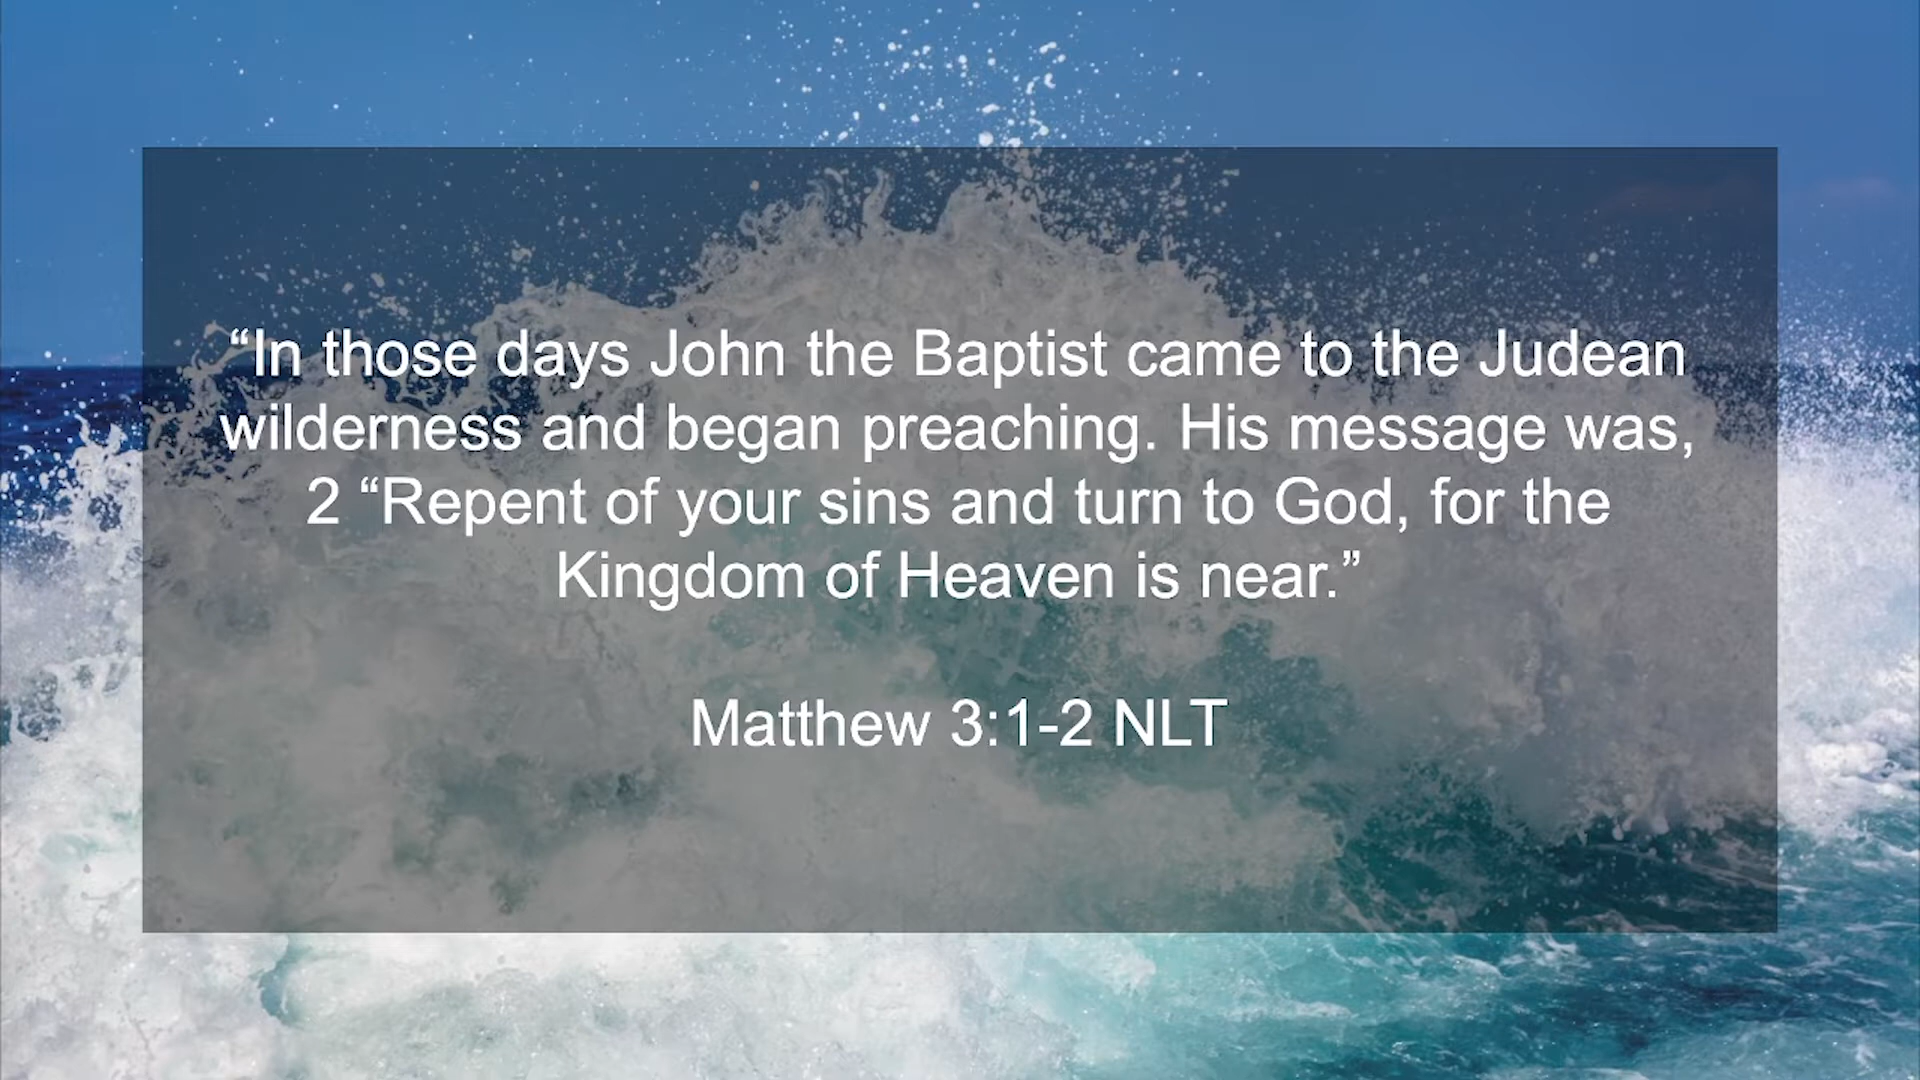 “In those days John the Baptist came to the Judean
wilderness and began preaching. His message was,
2 “Repent of your sins and turn to God, for the
Kingdom of Heaven is near.”
Matthew 3:1-2 NLT